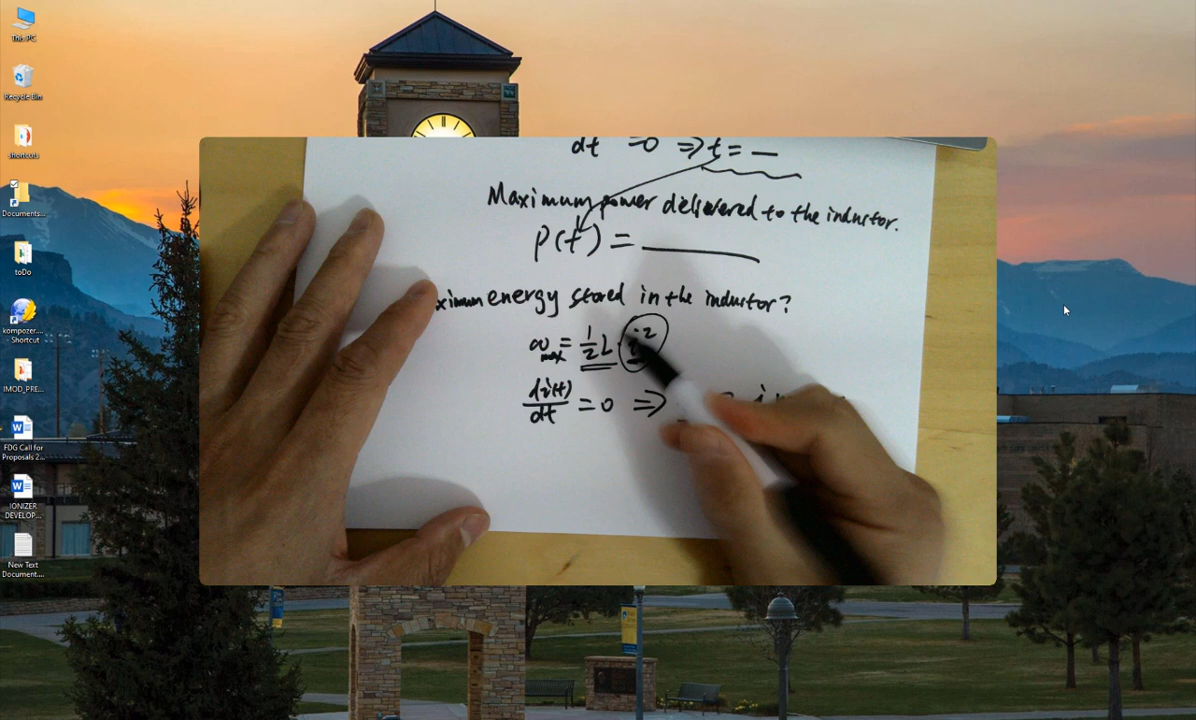 This PC
Recycle Bin
shortcuts
Documents...
toDo
kompozer....
- Shortcut
IMOD_PRE...
FDG Call for
Proposals 2...
IONIZER
DEVELOP...
New Text
Document....
dt =0 => t = __
Maximum power delivered to the inductor.
P(t) = ______
ximum energy stored in the inductor?
ω max = 1/2 L · i²
di(t)/dt = 0 =>